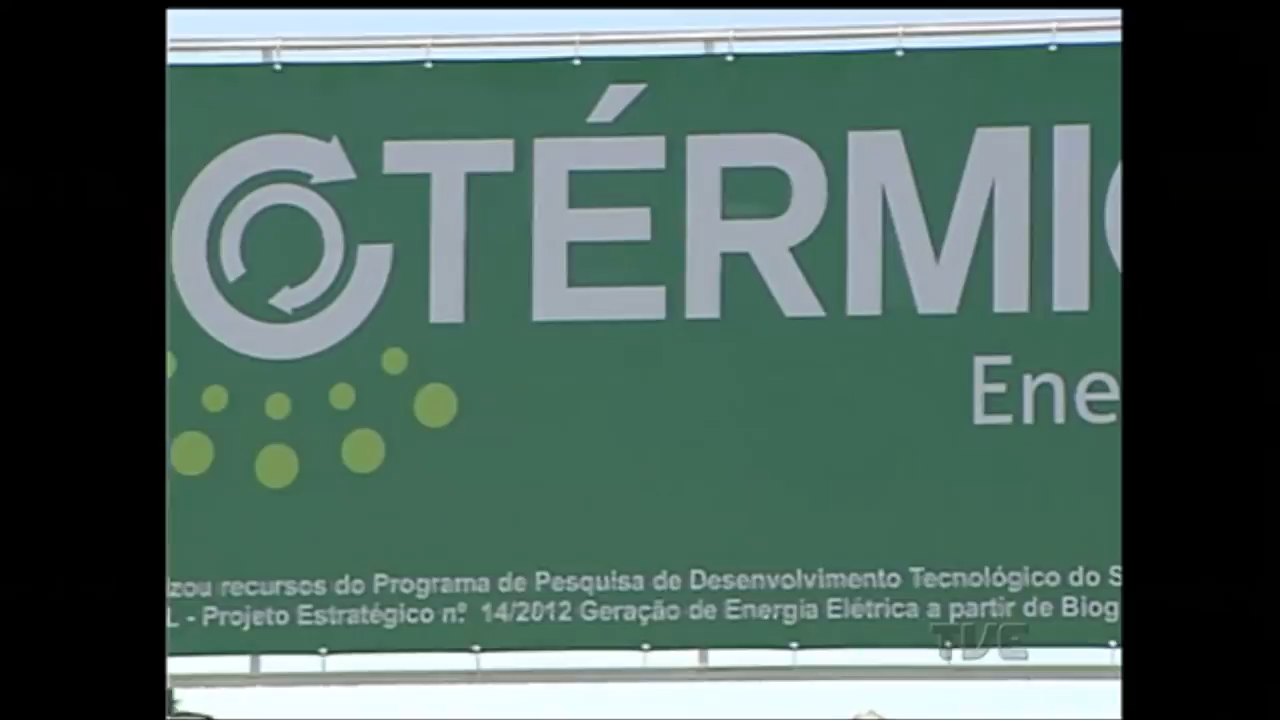 OTÉRMIC
Ene
zou recursos do Programa de Pesquisa de Desenvolvimento Tecnológico do S
L - Projeto Estratégico nº 14/2012 Geração de Energia Elétrica a partir de Biog
TVE